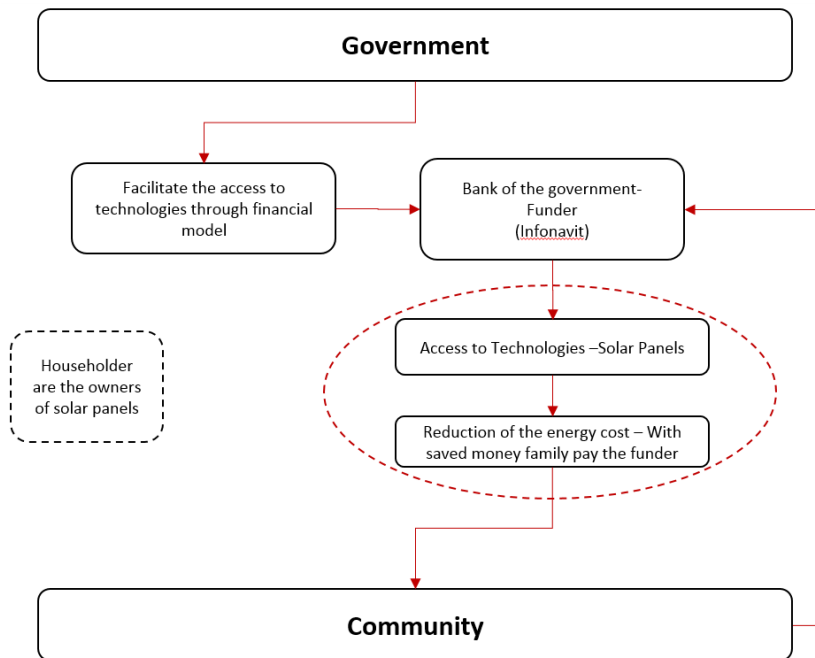 Government
Facilitate the access to
technologies through financial
model
Bank of the government-
Funder
(Infonavit)
Access to Technologies –Solar Panels
Householder
are the owners
of solar panels
Reduction of the energy cost – With
saved money family pay the funder
Community